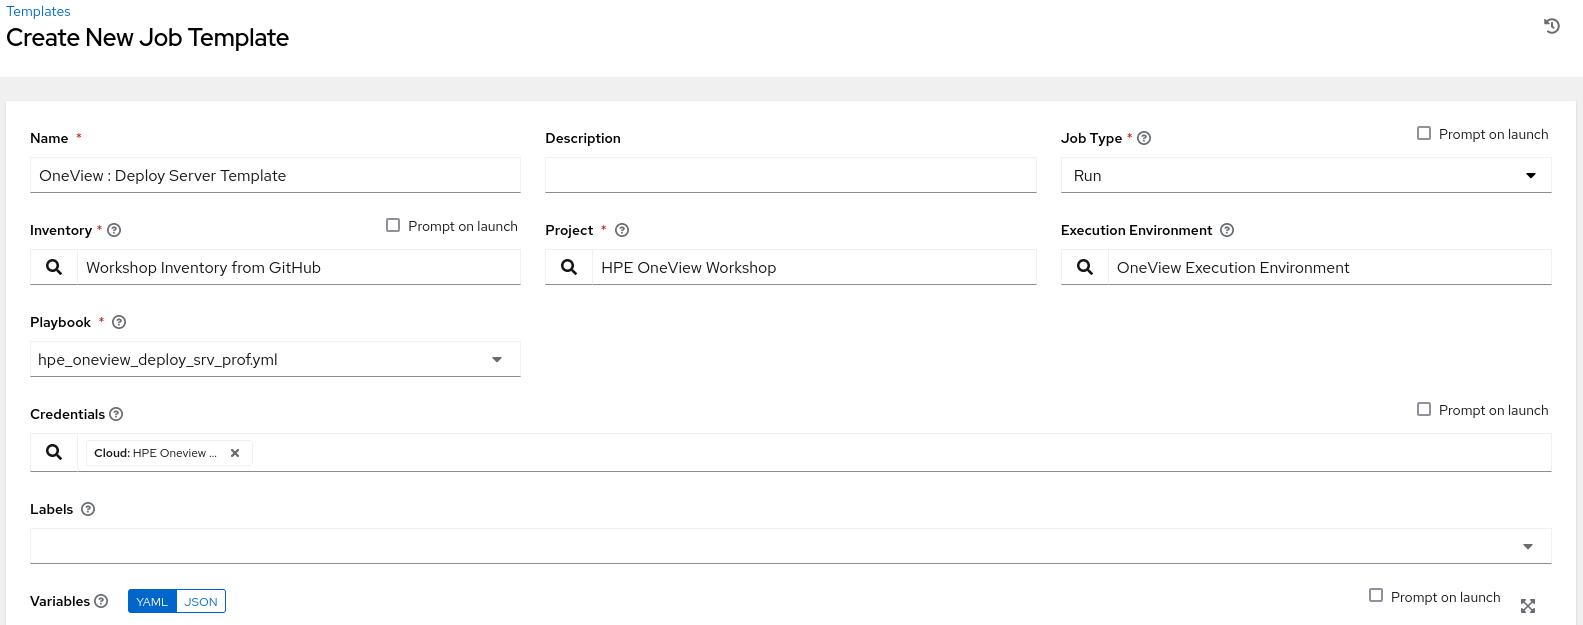 Templates
Create New Job Template
Name *
Description
Job Type *
Prompt on launch
OneView : Deploy Server Template
Run
Inventory *
Prompt on launch
Project *
Execution Environment
Workshop Inventory from GitHub
HPE OneView Workshop
OneView Execution Environment
Playbook *
hpe_oneview_deploy_srv_prof.yml
Credentials
Prompt on launch
Cloud: HPE Oneview ...
Labels
Variables
YAML JSON
Prompt on launch